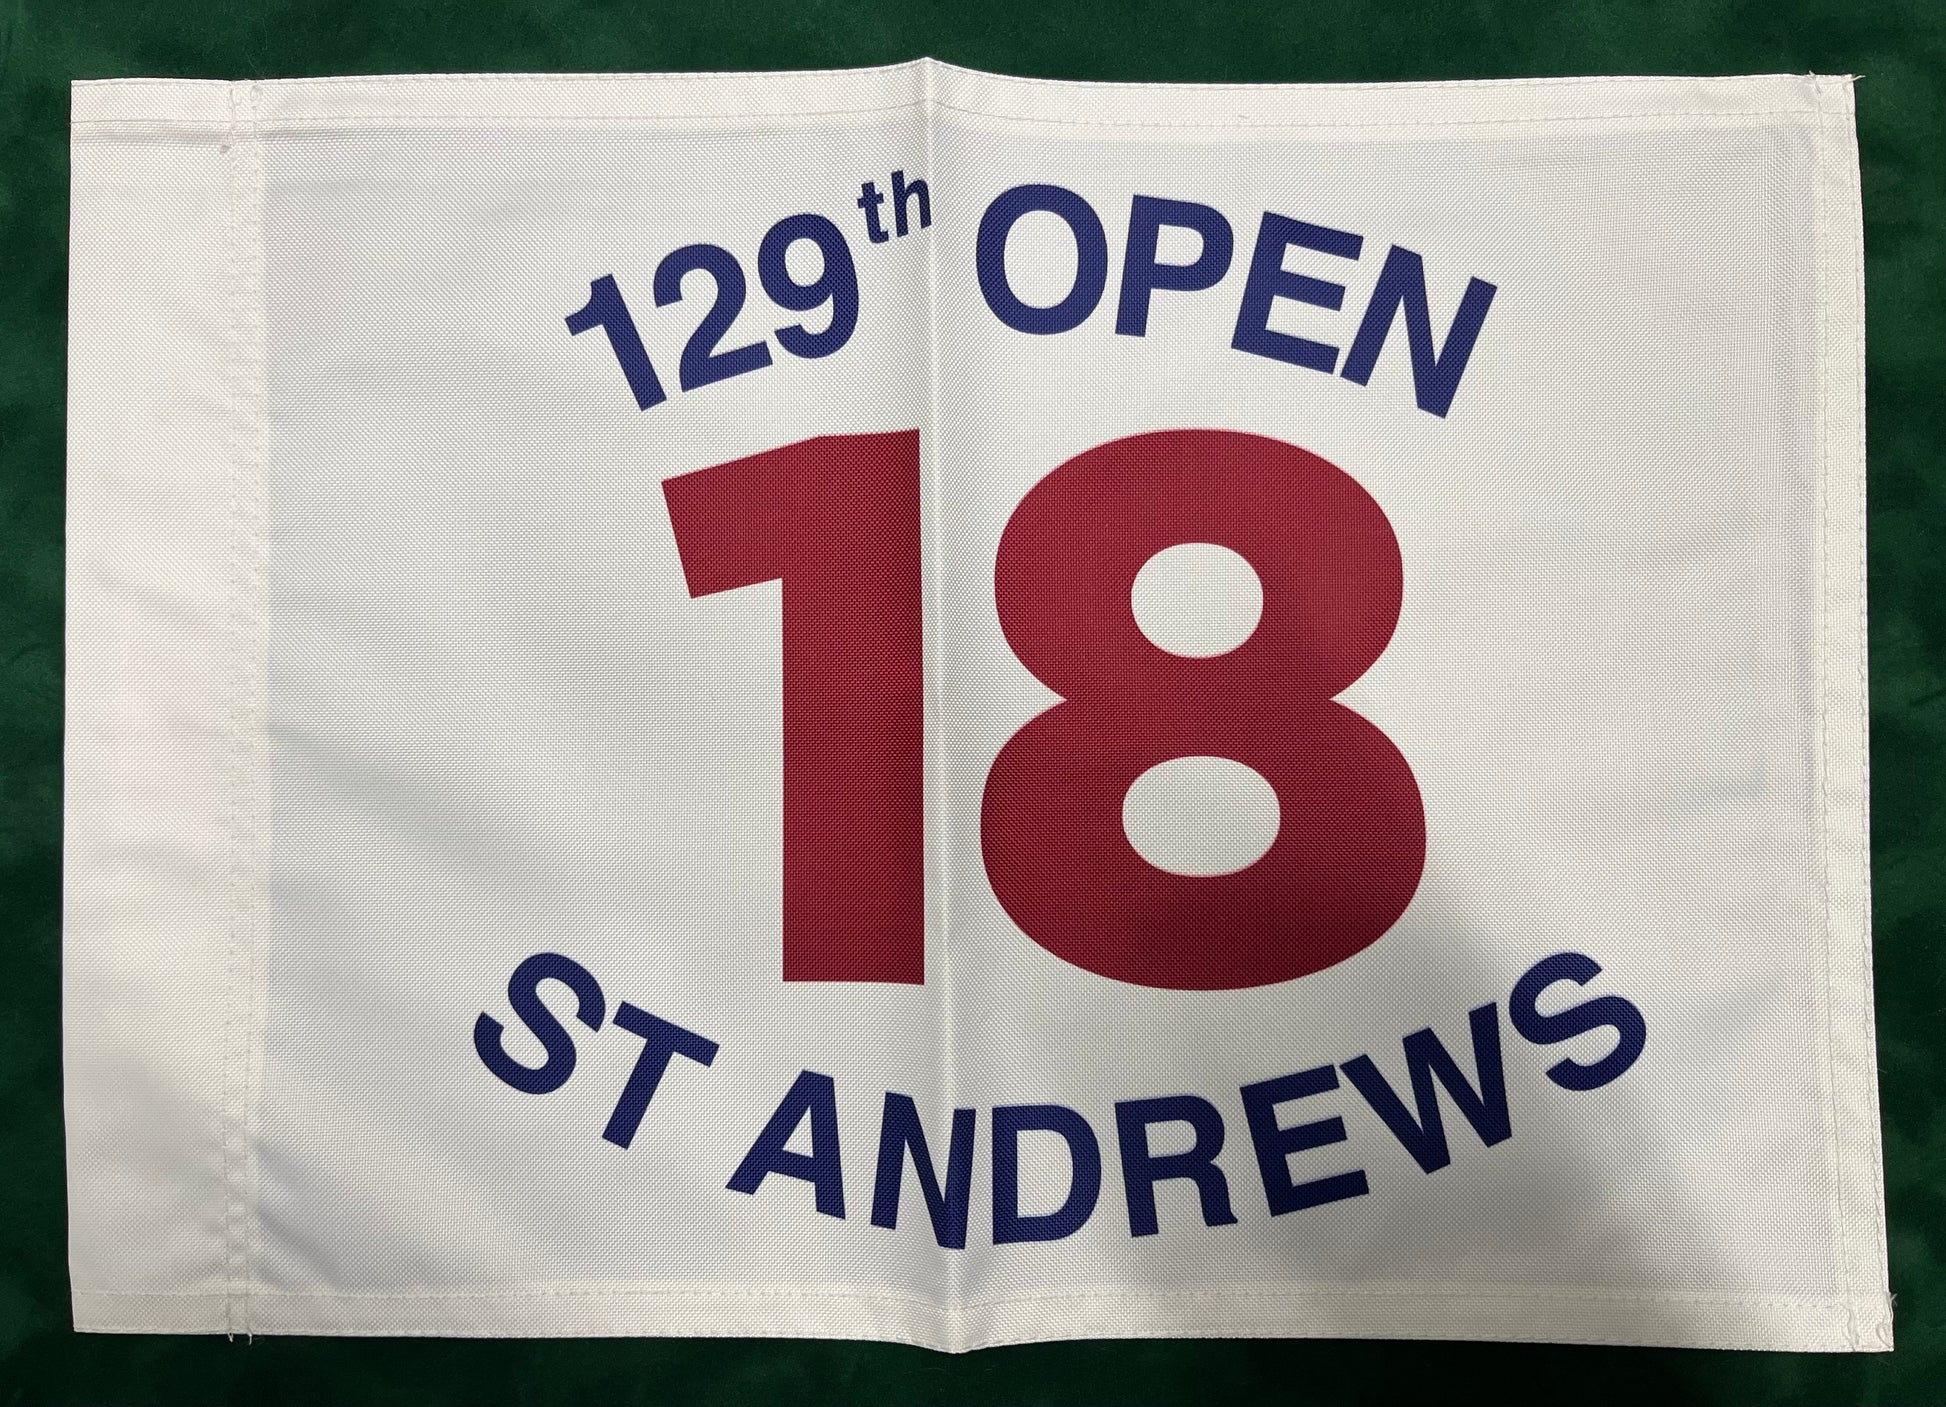 129th OPEN
18
ST ANDREWS